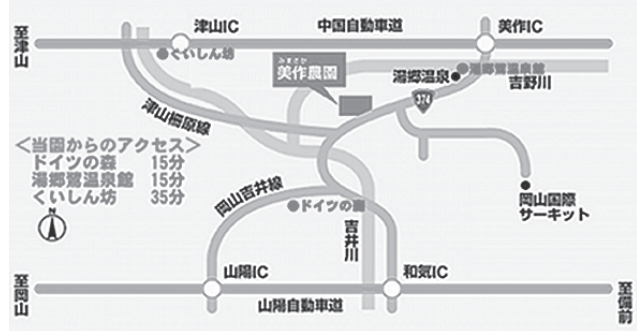 至津山
津山IC
中国自動車道
美作IC
くいしん坊
みまさか
美作農園
湯郷鷺温泉館
湯郷温泉
吉野川
374
津山柵原線
<当園からのアクセス>
ドイツの森 15分
湯郷鷺温泉館 15分
くいしん坊 35分
N
岡山吉井線
ドイツの森
吉井川
岡山国際
サーキット
山陽IC
和気IC
至岡山
山陽自動車道
至備前